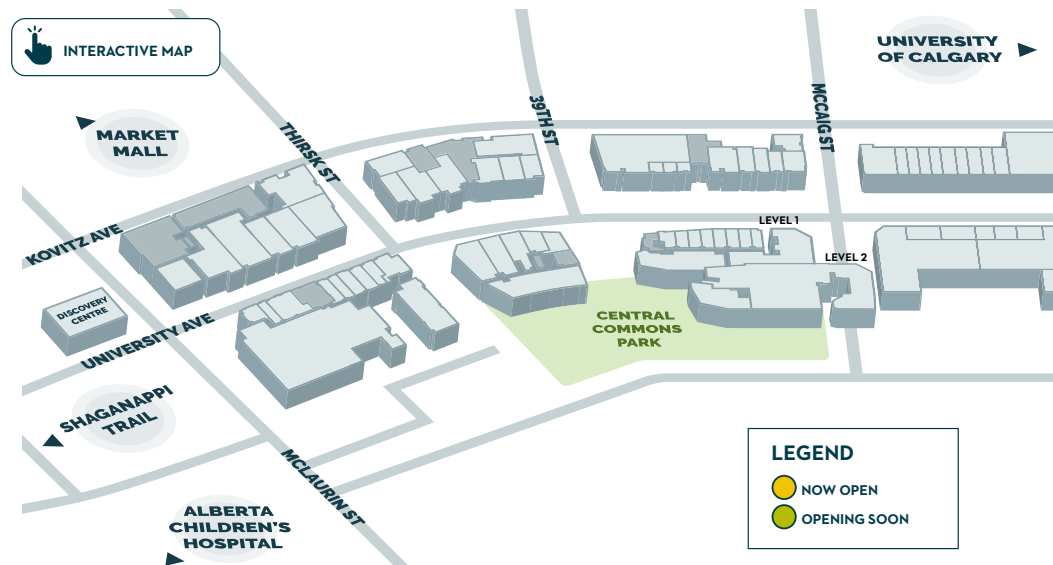 INTERACTIVE MAP
UNIVERSITY
OF CALGARY
MARKET
MALL
THIRSK ST
39TH ST
MCCAIG ST
KOVITZ AVE
LEVEL 1
LEVEL 2
DISCOVERY
CENTRE
UNIVERSITY AVE
CENTRAL
COMMONS
PARK
SHAGANAPPI
TRAIL
MCLAURIN ST
ALBERTA
CHILDREN'S
HOSPITAL
LEGEND
NOW OPEN
OPENING SOON